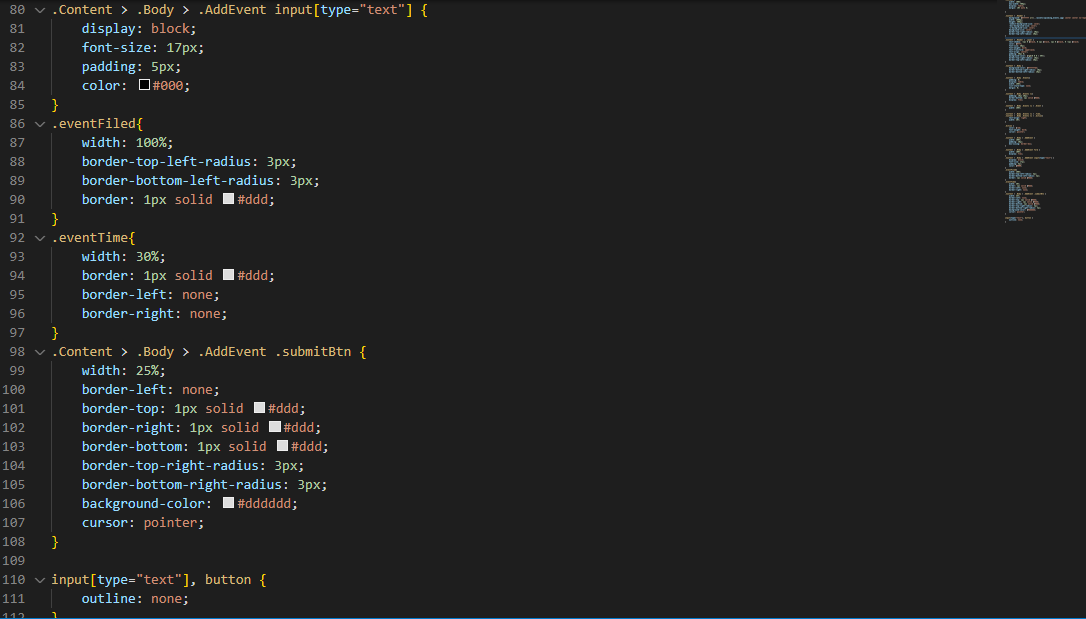 80 .Content > .Body > .AddEvent input[type="text"] {
81     display: block;
82     font-size: 17px;
83     padding: 5px;
84     color: #000;
85 }
86 .eventFiled{
87     width: 100%;
88     border-top-left-radius: 3px;
89     border-bottom-left-radius: 3px;
90     border: 1px solid #ddd;
91 }
92 .eventTime{
93     width: 30%;
94     border: 1px solid #ddd;
95     border-left: none;
96     border-right: none;
97 }
98 .Content > .Body > .AddEvent .submitBtn {
99     width: 25%;
100     border-left: none;
101     border-top: 1px solid #ddd;
102     border-right: 1px solid #ddd;
103     border-bottom: 1px solid #ddd;
104     border-top-right-radius: 3px;
105     border-bottom-right-radius: 3px;
106     background-color: #dddddd;
107     cursor: pointer;
108 }
109
110 input[type="text"], button {
111     outline: none;
112 }